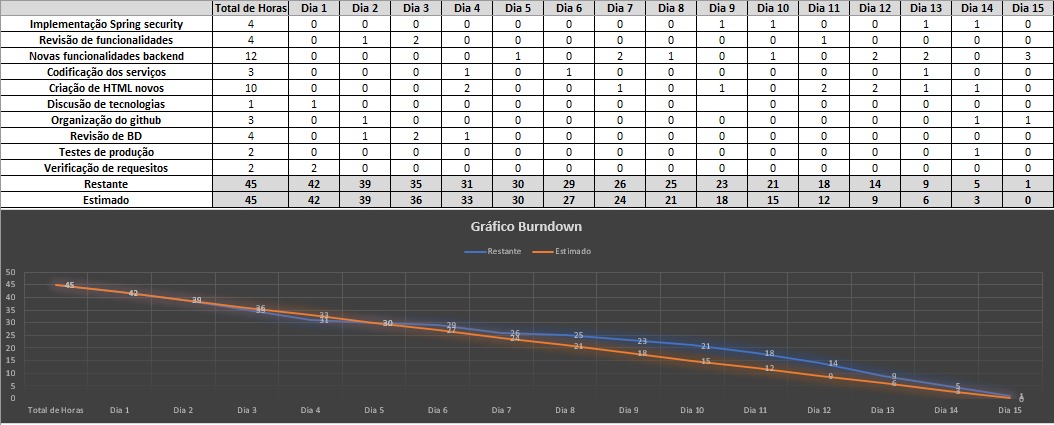 Total de Horas Dia 1 Dia 2 Dia 3 Dia 4 Dia 5 Dia 6 Dia 7 Dia 8 Dia 9 Dia 10 Dia 11 Dia 12 Dia 13 Dia 14 Dia 15
Implementação Spring security 4 0 0 0 0 0 0 0 0 1 1 0 0 1 1 0
Revisão de funcionalidades 4 0 1 2 0 0 0 0 0 0 0 1 0 0 0 0
Novas funcionalidades backend 12 0 0 0 0 1 0 2 1 0 1 0 2 2 0 3
Codificação dos serviços 3 0 0 0 1 0 1 0 0 0 0 0 0 1 0 0
Criação de HTML novos 10 0 0 0 2 0 0 1 0 1 0 2 2 1 1 0
Discusão de tecnologias 1 1 0 0 0 0 0 0 0 0 0 0 0 0 0 0
Organização do github 3 0 1 0 0 0 0 0 0 0 0 0 0 0 1 1
Revisão de BD 4 0 1 2 1 0 0 0 0 0 0 0 0 0 0 0
Testes de produção 2 0 0 0 0 0 0 0 0 0 0 0 0 0 1 0
Verificação de requesitos 2 2 0 0 0 0 0 0 0 0 0 0 0 0 0 0
Restante 45 42 39 35 31 30 29 26 25 23 21 18 14 9 5 1
Estimado 45 42 39 36 33 30 27 24 21 18 15 12 9 6 3 0
Gráfico Burndown
Restante Estimado
50
45
40
35
30
25
20
15
10
5
0
45 42 39 35 31 30 29 26 25 23 21 18 14 9 5 1
45 42 39 36 33 30 27 24 21 18 15 12 9 6 3 0
Total de Horas Dia 1 Dia 2 Dia 3 Dia 4 Dia 5 Dia 6 Dia 7 Dia 8 Dia 9 Dia 10 Dia 11 Dia 12 Dia 13 Dia 14 Dia 15